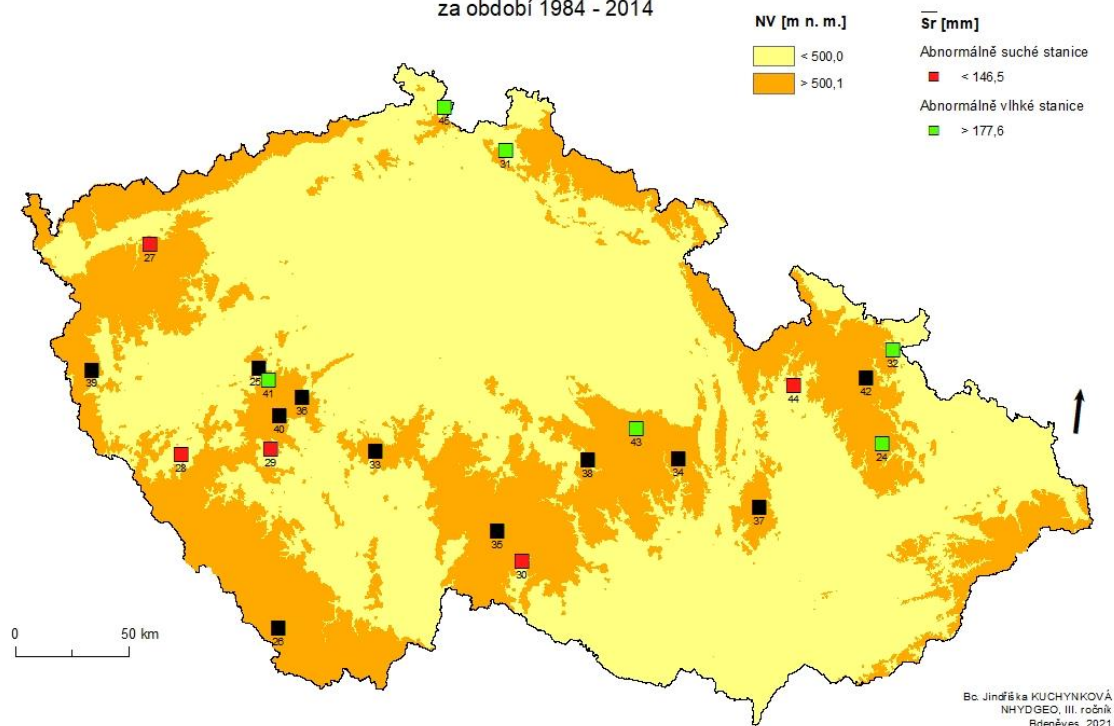 za období 1984 - 2014
NV [m n. m.]
< 500,0
> 500,1
Sr [mm]
Abnormálně suché stanice
< 146,5
Abnormálně vlhké stanice
> 177,6
45
31
27
32
39
25
41
42
44
36
40
43
24
29
28
33
38
34
37
35
30
26
0 50 km
Bc. Jindřiška KUCHYNKOVÁ
NHYDGEO, III. ročník
Bdeněves, 2021